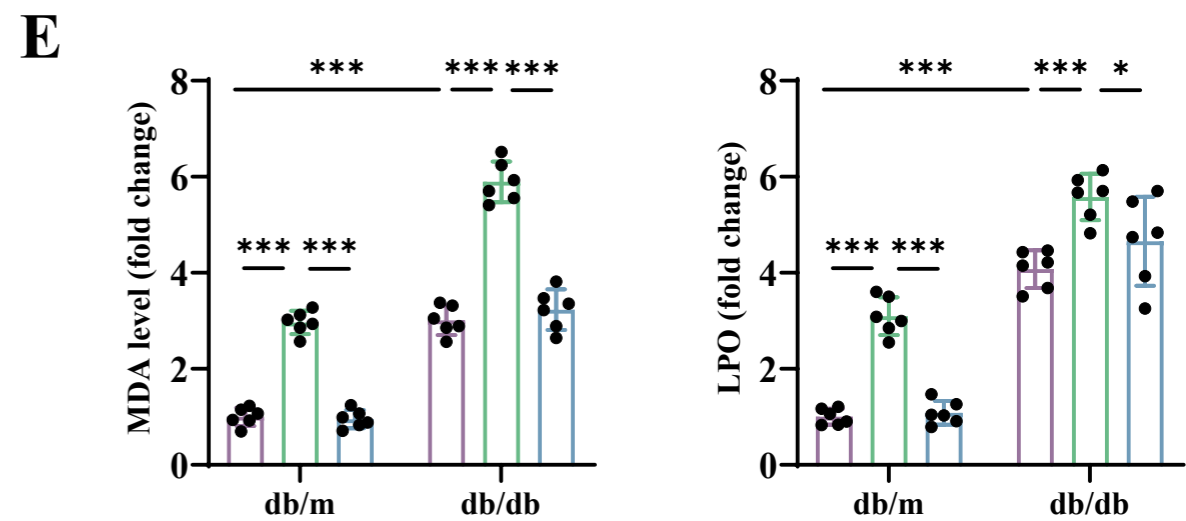 E
*** *** ***
8
6
4
2
0
*** ***
MDA level (fold change)
db/m db/db
*** *** *
8
6
4
2
0
*** ***
LPO (fold change)
db/m db/db